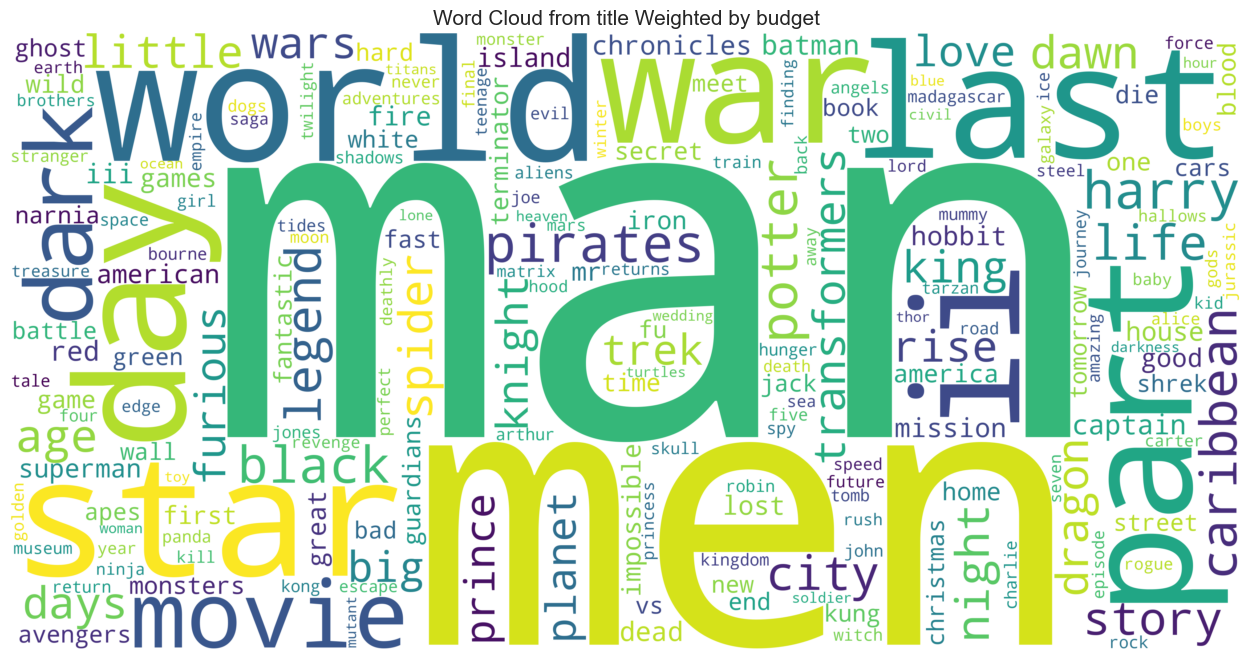 Word Cloud from title Weighted by budget
ghost
little
wars
world
monster
island
chronicles
war
batman
love
last
dawn
force
earth
hard
titans
never
final
meet
finding
angels
blue
ice
hour
blood
wild
brothers
dogs
saga
twilight
adventures
fire
teenage
evil
winter
book
madagascar
civil
die
boys
dark
stranger
ocean
empire
white
shadows
terminator
secret
two
galaxy
one
iii
games
girl
man
aliens
train
back
lord
steel
cars
narnia
space
day
tides
lone
joe
heaven
mars
iron
potter
transformers
mummy
hobbit
journey
harry
hallows
bourne
moon
fast
pirates
away
life
gods
jurassic
treasure
american
legend
deathly
spider
matrix
mr
returns
hood
king
tarzan
part
baby
kid
battle
fantastic
knight
wedding
fu
trek
thor
ii
road
tomorrow
amazing
alice
house
caribbean
red
green
furious
perfect
turtles
time
hunger
death
rise
america
darkness
good
tale
game
four
edge
jack
sea
five
spy
shrek
age
wall
jones
revenge
arthur
mission
captain
carter
superman
star
toy
black
guardians
men
skull
speed
future
seven
dragon
golden
apes
first
woman
great
bad
prince
planet
impossible
princess
robin
lost
tomb
home
street
museum
year
panda
kill
rush
night
episode
rogue
ninja
kingdom
john
city
christmas
charlie
return
monsters
kong
escape
big
new
end
soldier
days
movie
mutant
vs
kung
story
avengers
dead
witch
rock